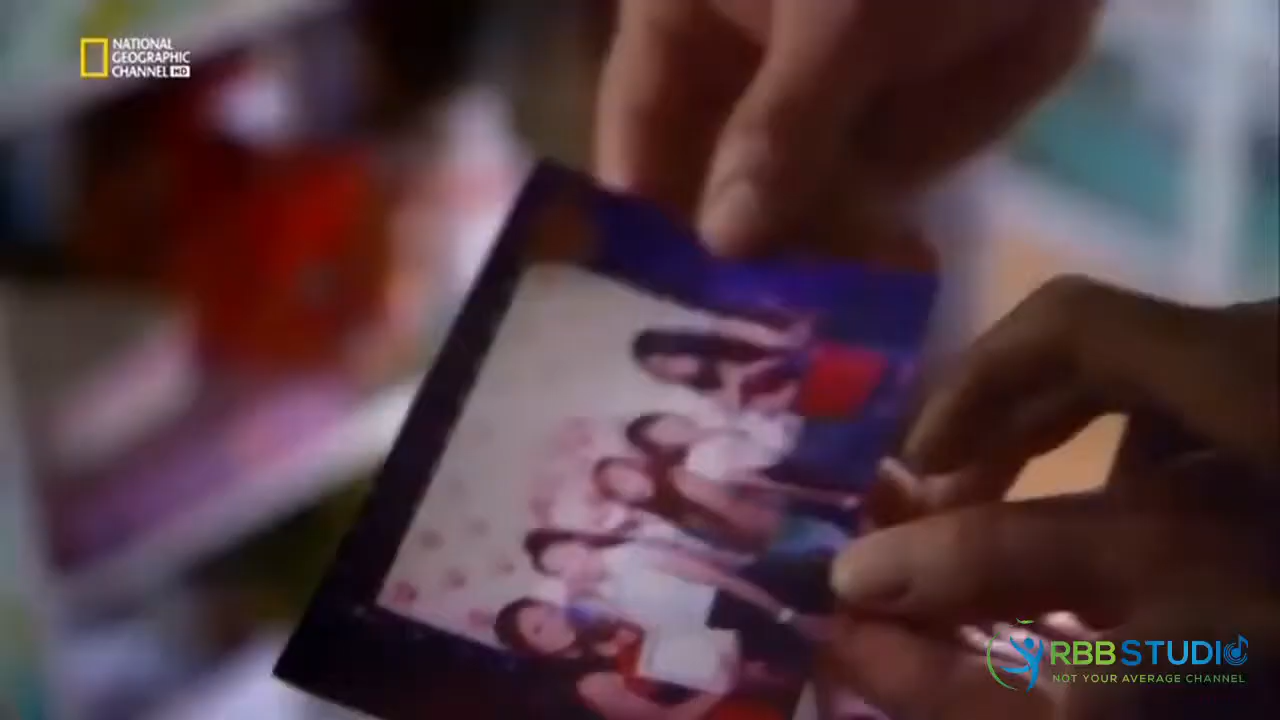 NATIONAL
GEOGRAPHIC
CHANNEL HD
RBB STUDIO
NOT YOUR AVERAGE CHANNEL